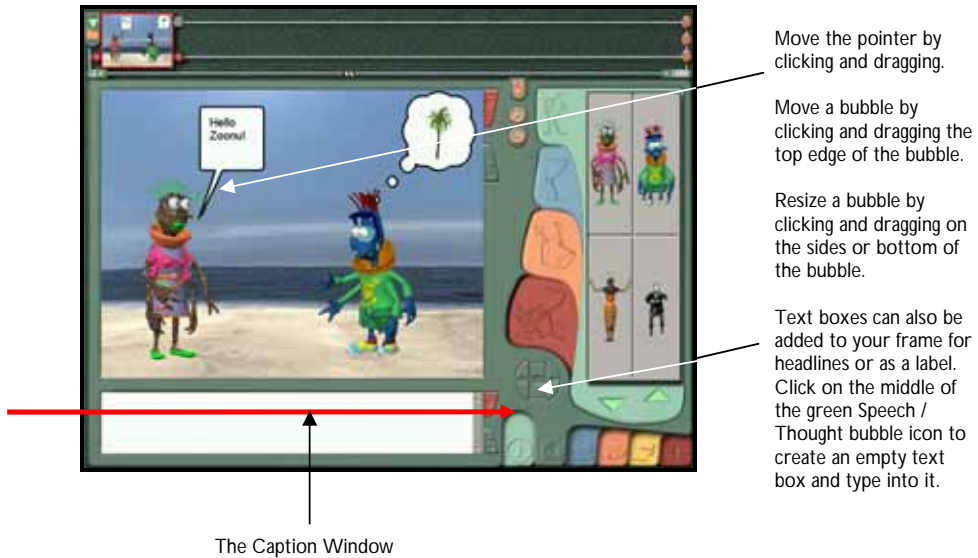 Hello
Zoonu!
Move the pointer by
clicking and dragging.
Move a bubble by
clicking and dragging the
top edge of the bubble.
Resize a bubble by
clicking and dragging on
the sides or bottom of
the bubble.
Text boxes can also be
added to your frame for
headlines or as a label.
Click on the middle of
the green Speech /
Thought bubble icon to
create an empty text
box and type into it.
The Caption Window